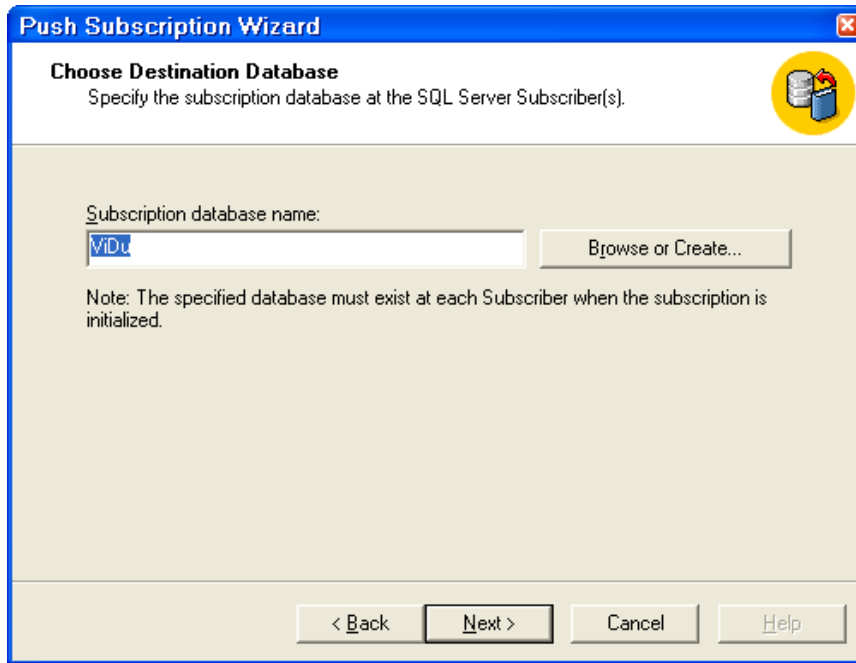 Push Subscription Wizard
Choose Destination Database
Specify the subscription database at the SQL Server Subscriber(s).
Subscription database name:
ViDu
Browse or Create...
Note: The specified database must exist at each Subscriber when the subscription is
initialized.
< Back
Next >
Cancel
Help